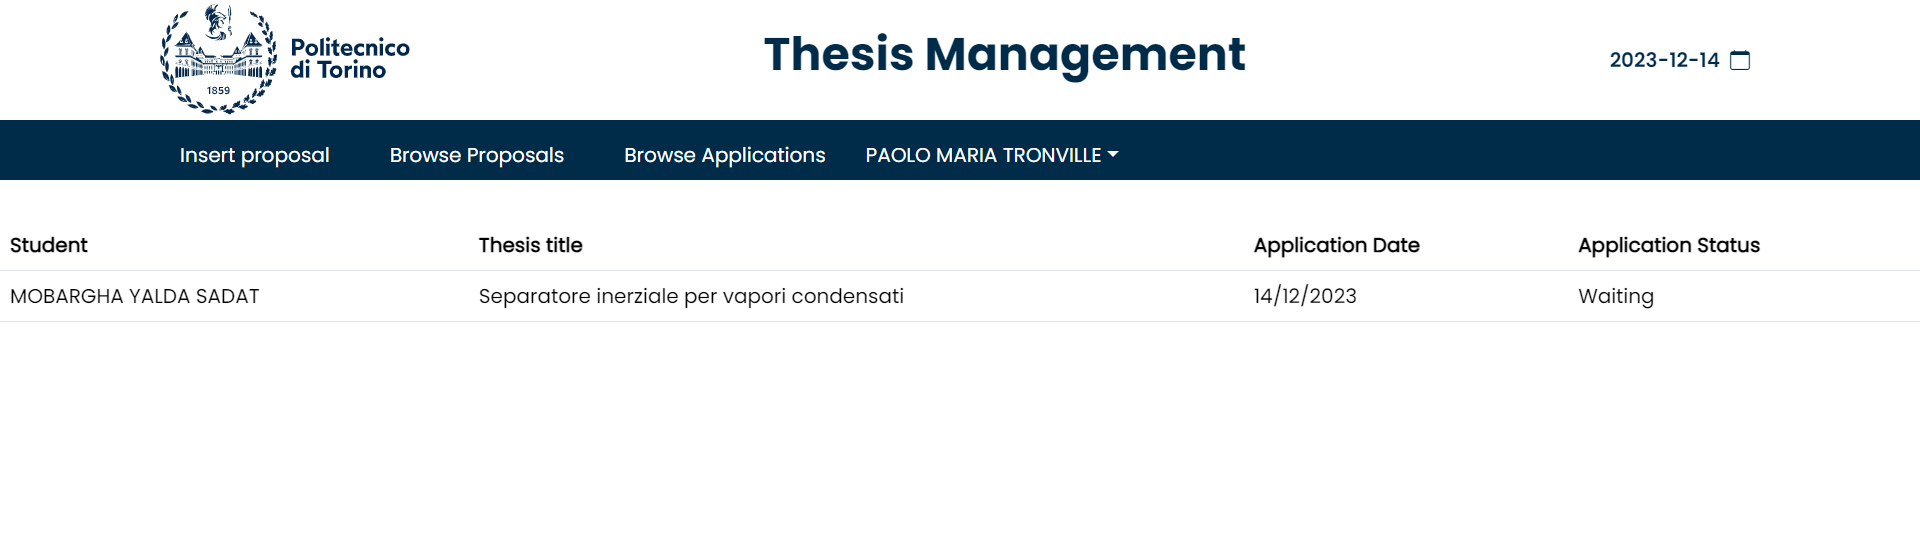 Politecnico
di Torino
1859
Thesis Management
2023-12-14
Insert proposal
Browse Proposals
Browse Applications
PAOLO MARIA TRONVILLE
Student Thesis title Application Date Application Status
MOBARGHA YALDA SADAT Separatore inerziale per vapori condensati 14/12/2023 Waiting